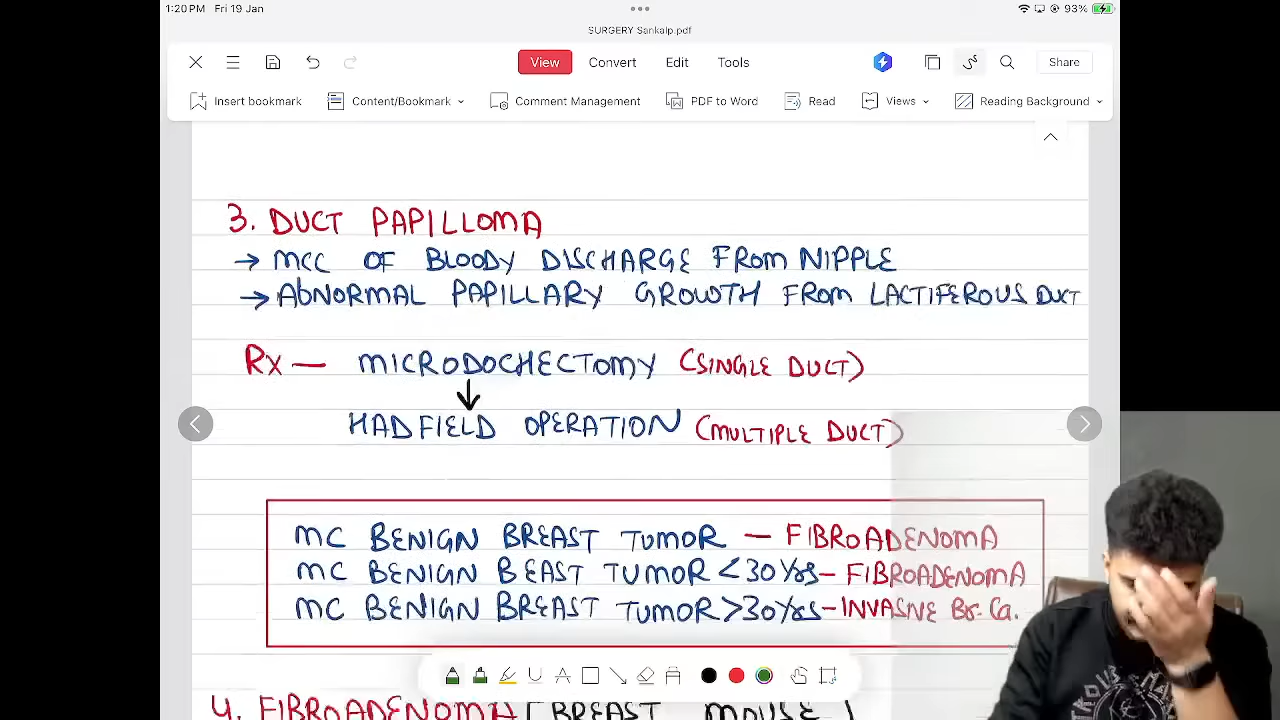 1:20 PM Fri 19 Jan
93%
SURGERY Sankalp.pdf
View Convert Edit Tools
Share
Insert bookmark Content/Bookmark Comment Management PDF to Word Read Views Reading Background
3. DUCT PAPILLOMA
→ MCC OF BLOODY DISCHARGE FROM NIPPLE
→ ABNORMAL PAPILLARY GROWTH FROM LACTIFEROUS DUCT
Rx — MICRODOCHECTOMY (SINGLE DUCT)
↓
HADFIELD OPERATION (MULTIPLE DUCT)
MC BENIGN BREAST TUMOR — FIBROADENOMA
MC BENIGN BEAST TUMOR < 30 Yrs — FIBROADENOMA
MC BENIGN BREAST TUMOR > 30 Yrs — INVASIVE Br. Ca.
4. FIBROADENOMA [BREAST MOUSE]